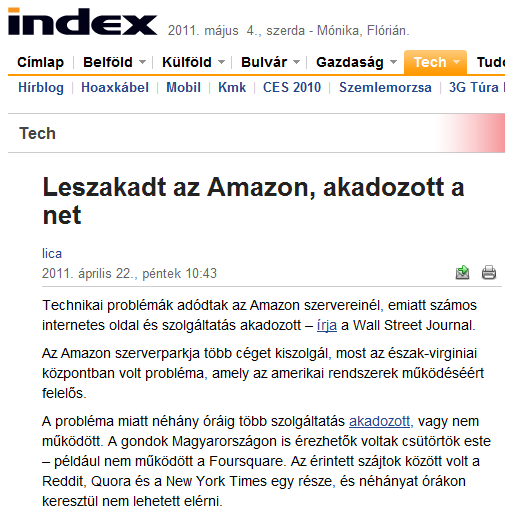 index 2011. május 4., szerda - Mónika, Flórián.
Címlap Belföld Külföld Bulvár Gazdaság Tech
Hírblog Hoaxkábel Mobil Kmk CES 2010 Szemlemorzsa 3G Túra
Tech
Leszakadt az Amazon, akadozott a
net
lica
2011. április 22., péntek 10:43
Technikai problémák adódtak az Amazon szervereinél, emiatt számos
internetes oldal és szolgáltatás akadozott – írja a Wall Street Journal.
Az Amazon szerverparkja több céget kiszolgál, most az észak-virginiai
központban volt probléma, amely az amerikai rendszerek működéséért
felelős.
A probléma miatt néhány óráig több szolgáltatás akadozott, vagy nem
működött. A gondok Magyarországon is érezhetők voltak csütörtök este
– például nem működött a Foursquare. Az érintett szájtok között volt a
Reddit, Quora és a New York Times egy része, és néhányat órákon
keresztül nem lehetett elérni.